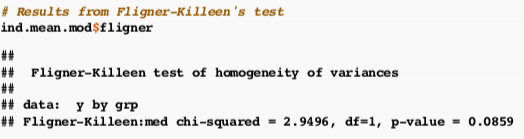 # Results from Fligner-Killeen's test
ind.mean.mod$fligner
##
## Fligner-Killeen test of homogeneity of variances
##
## data: y by grp
## Fligner-Killeen:med chi-squared = 2.9496, df=1, p-value = 0.0859